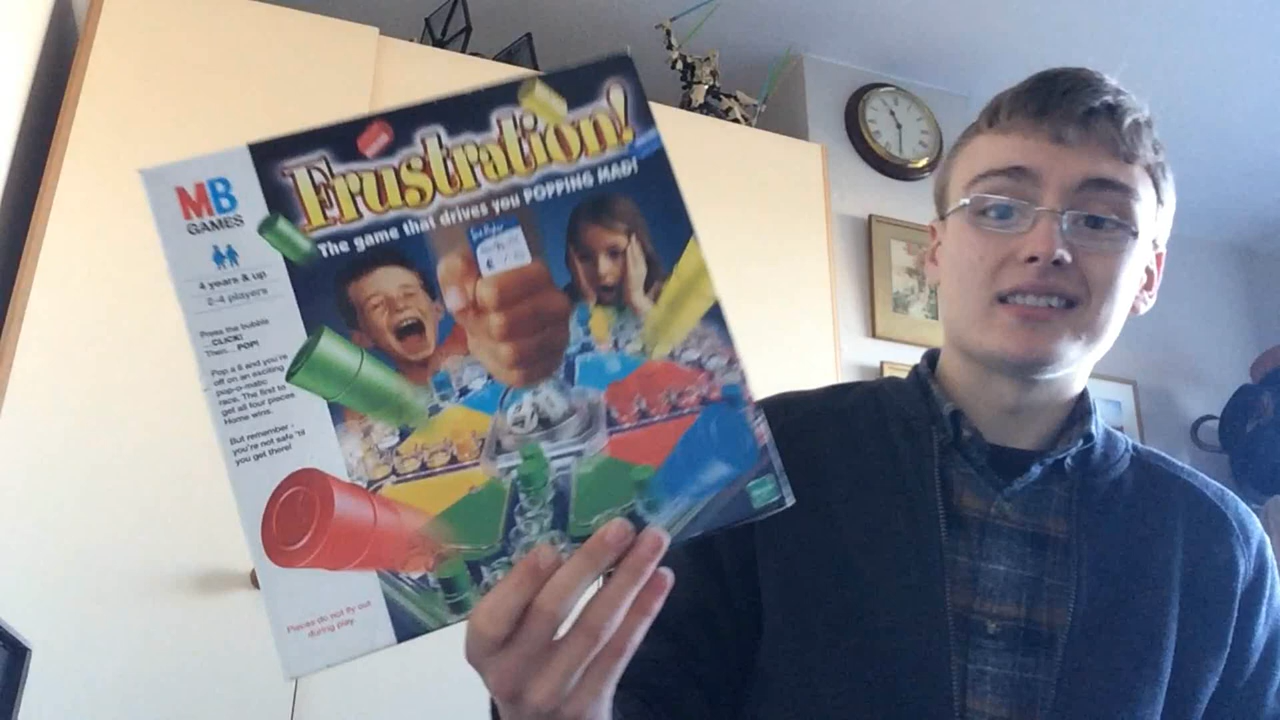 Frustration!
The game that drives you POPPING MAD!
MB
GAMES
4 years & up
2-4 players
Press the bubble
...CLICK!
Then... POP!
Pop a 6 and you're
off on an exciting
pop-o-matic
race. The first to
get all four pieces
Home wins.
But remember -
you're not safe 'til
you get there!
Pieces do not fly out
during play.